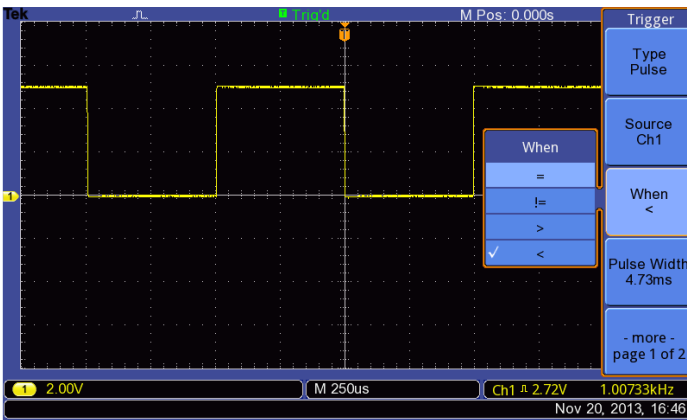 Tek
T Trig'd
M Pos: 0.000s
Trigger
T
Type
Pulse
Source
Ch1
When
=
!=
>
✓ <
When
<
Pulse Width
4.73ms
- more -
page 1 of 2
1
1 2.00V
M 250us
Ch1 2.72V
1.00733kHz
Nov 20, 2013, 16:46